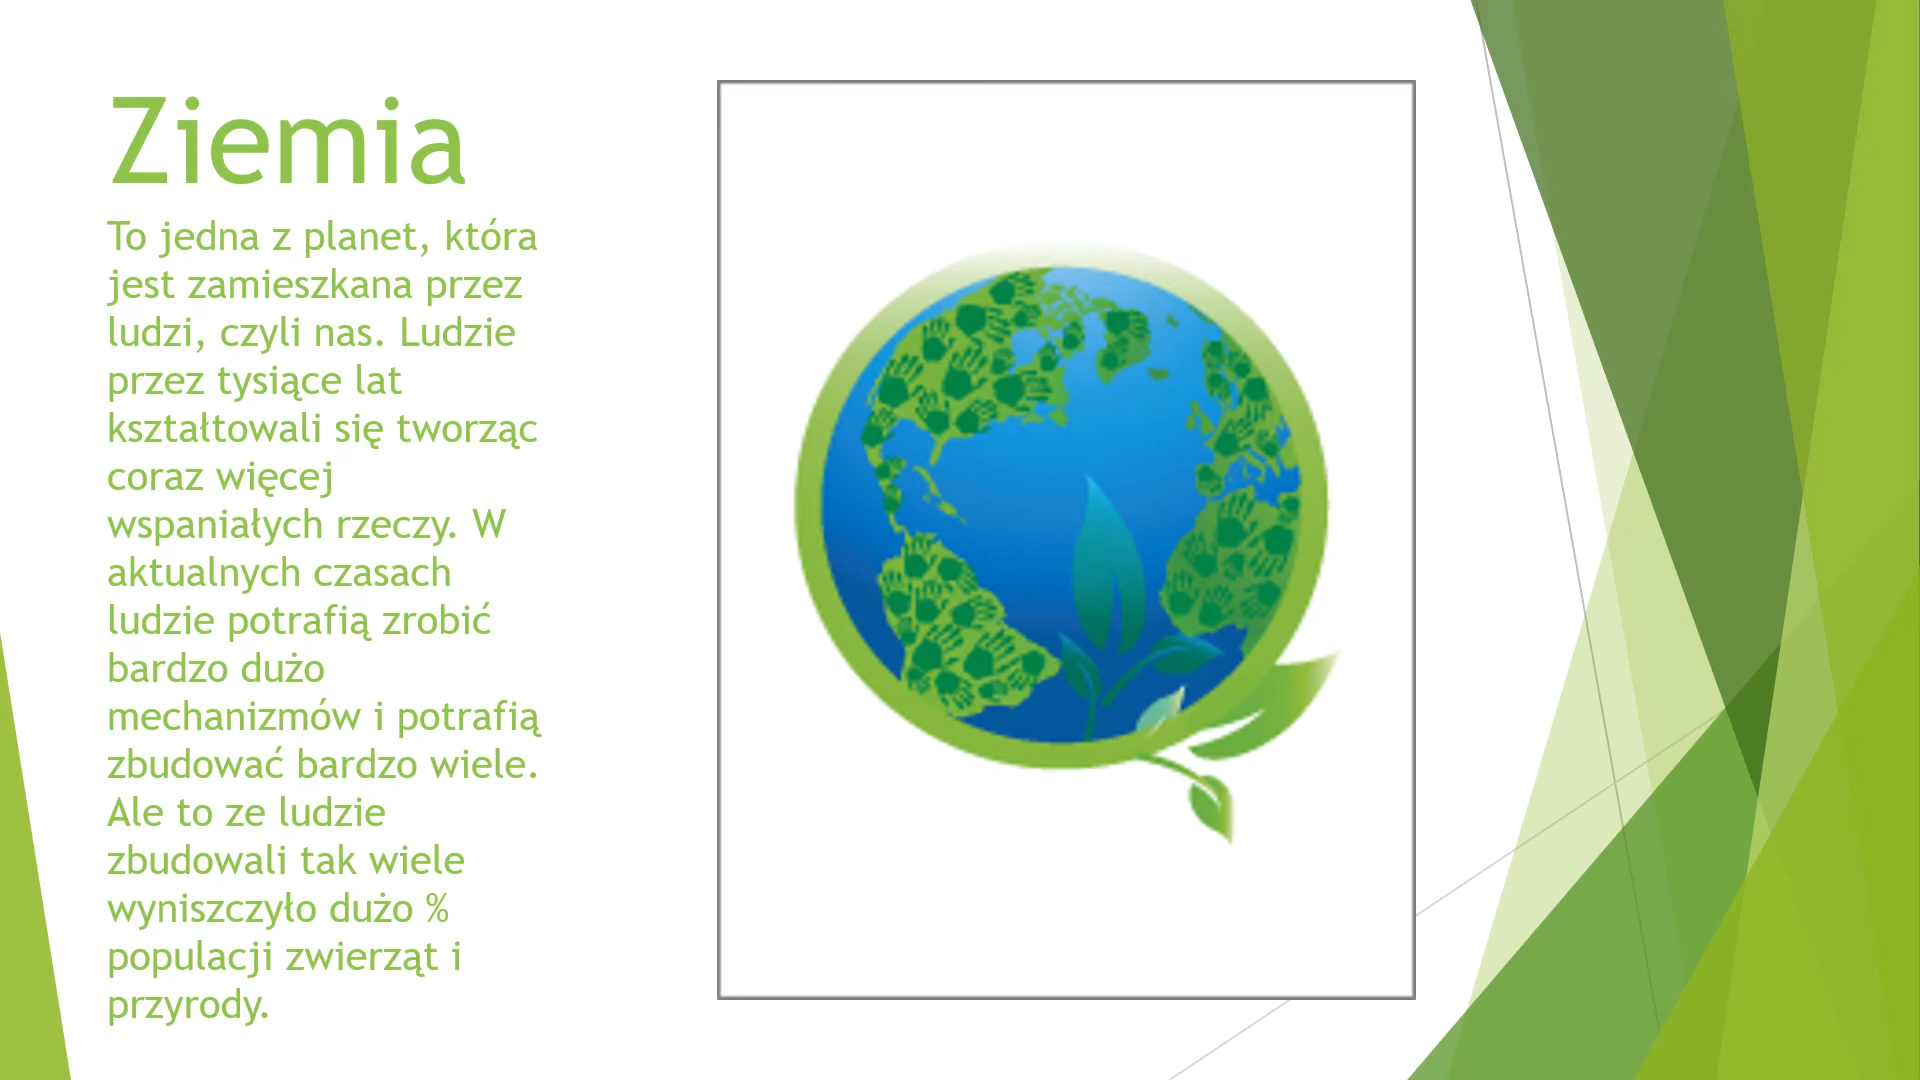 Ziemia
To jedna z planet, która
jest zamieszkana przez
ludzi, czyli nas. Ludzie
przez tysiące lat
kształtowali się tworząc
coraz więcej
wspaniałych rzeczy. W
aktualnych czasach
ludzie potrafią zrobić
bardzo dużo
mechanizmów i potrafią
zbudować bardzo wiele.
Ale to ze ludzie
zbudowali tak wiele
wyniszczyło dużo %
populacji zwierząt i
przyrody.